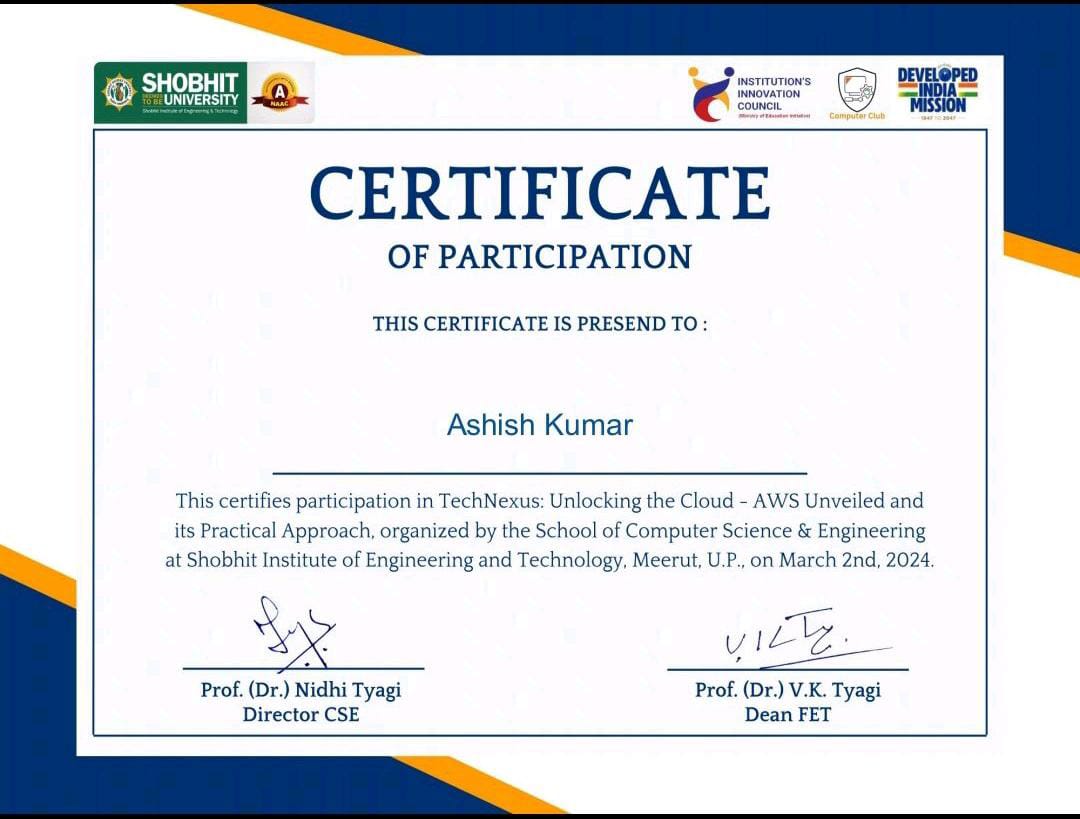 SHOBHIT
DEEMED TO BE UNIVERSITY
Shobhit Institute of Engineering & Technology
A
NAAC
INSTITUTION'S
INNOVATION
COUNCIL
(Ministry of Education Initiative)
Computer Club
DEVELOPED
INDIA
MISSION
1947 TO 2047
CERTIFICATE
OF PARTICIPATION
THIS CERTIFICATE IS PRESEND TO :
Ashish Kumar
This certifies participation in TechNexus: Unlocking the Cloud - AWS Unveiled and
its Practical Approach, organized by the School of Computer Science & Engineering
at Shobhit Institute of Engineering and Technology, Meerut, U.P., on March 2nd, 2024.
V.K Ty.
Prof. (Dr.) Nidhi Tyagi
Director CSE
Prof. (Dr.) V.K. Tyagi
Dean FET